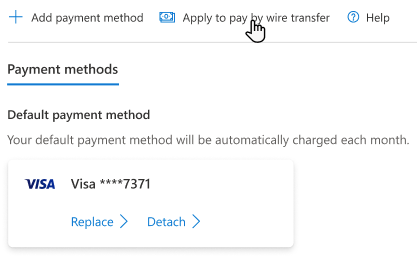 Add payment method Apply to pay by wire transfer Help
Payment methods
Default payment method
Your default payment method will be automatically charged each month.
VISA Visa ****7371
Replace Detach